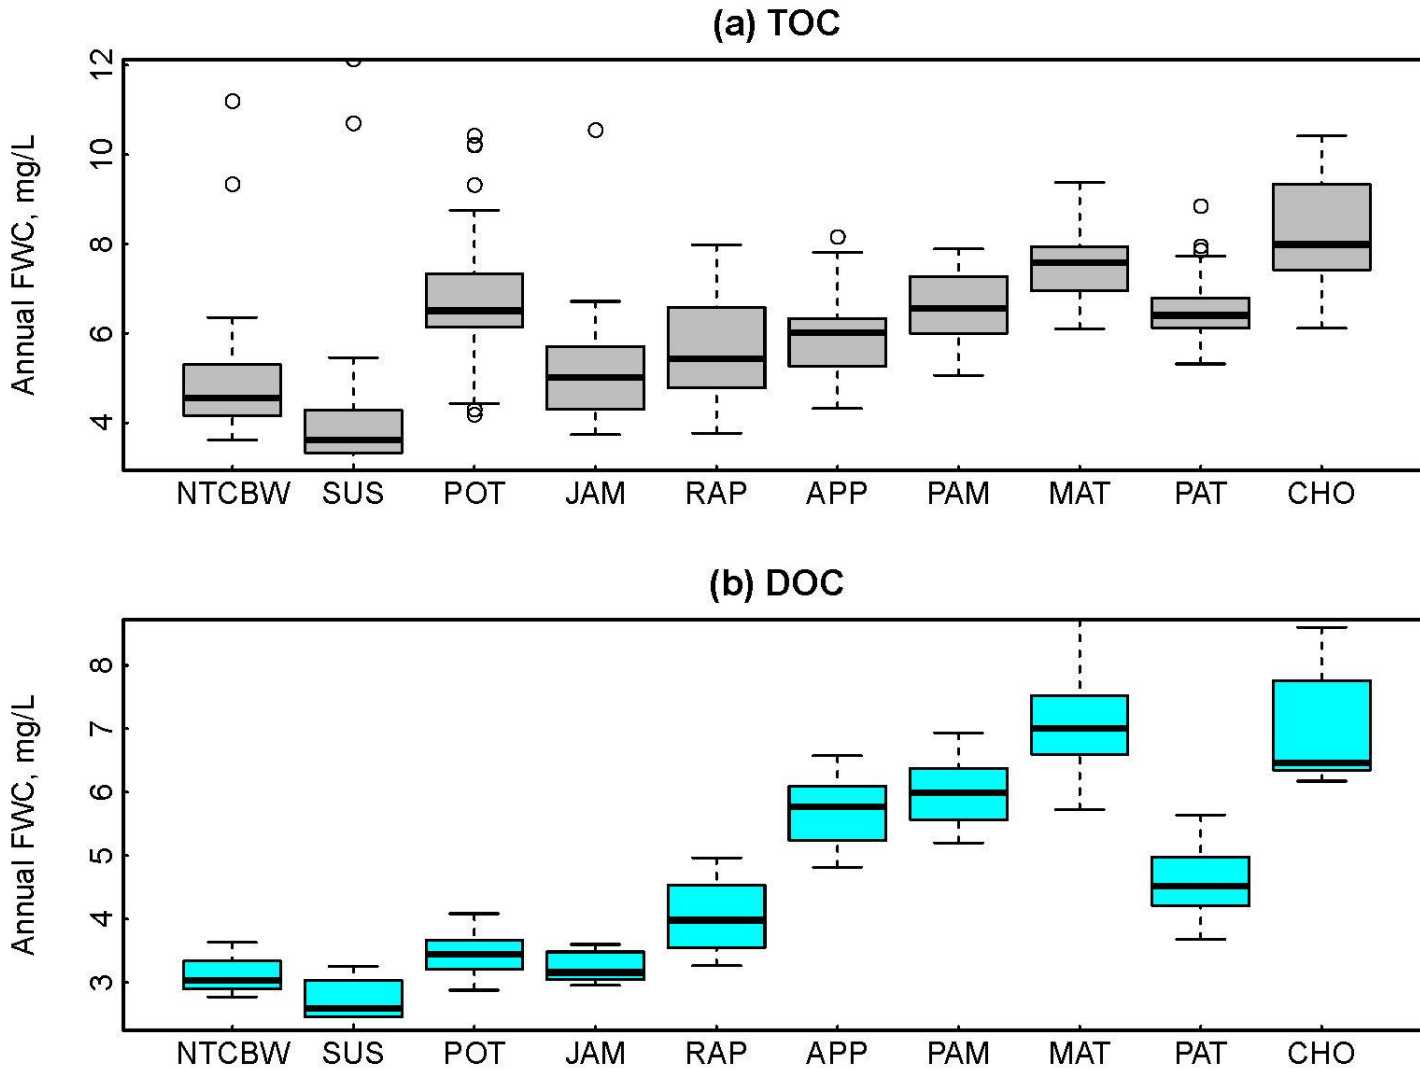 (a) TOC
Annual FWC, mg/L
12
10
8
6
4
NTCBW SUS POT JAM RAP APP PAM MAT PAT CHO
(b) DOC
Annual FWC, mg/L
8
7
6
5
4
3
NTCBW SUS POT JAM RAP APP PAM MAT PAT CHO